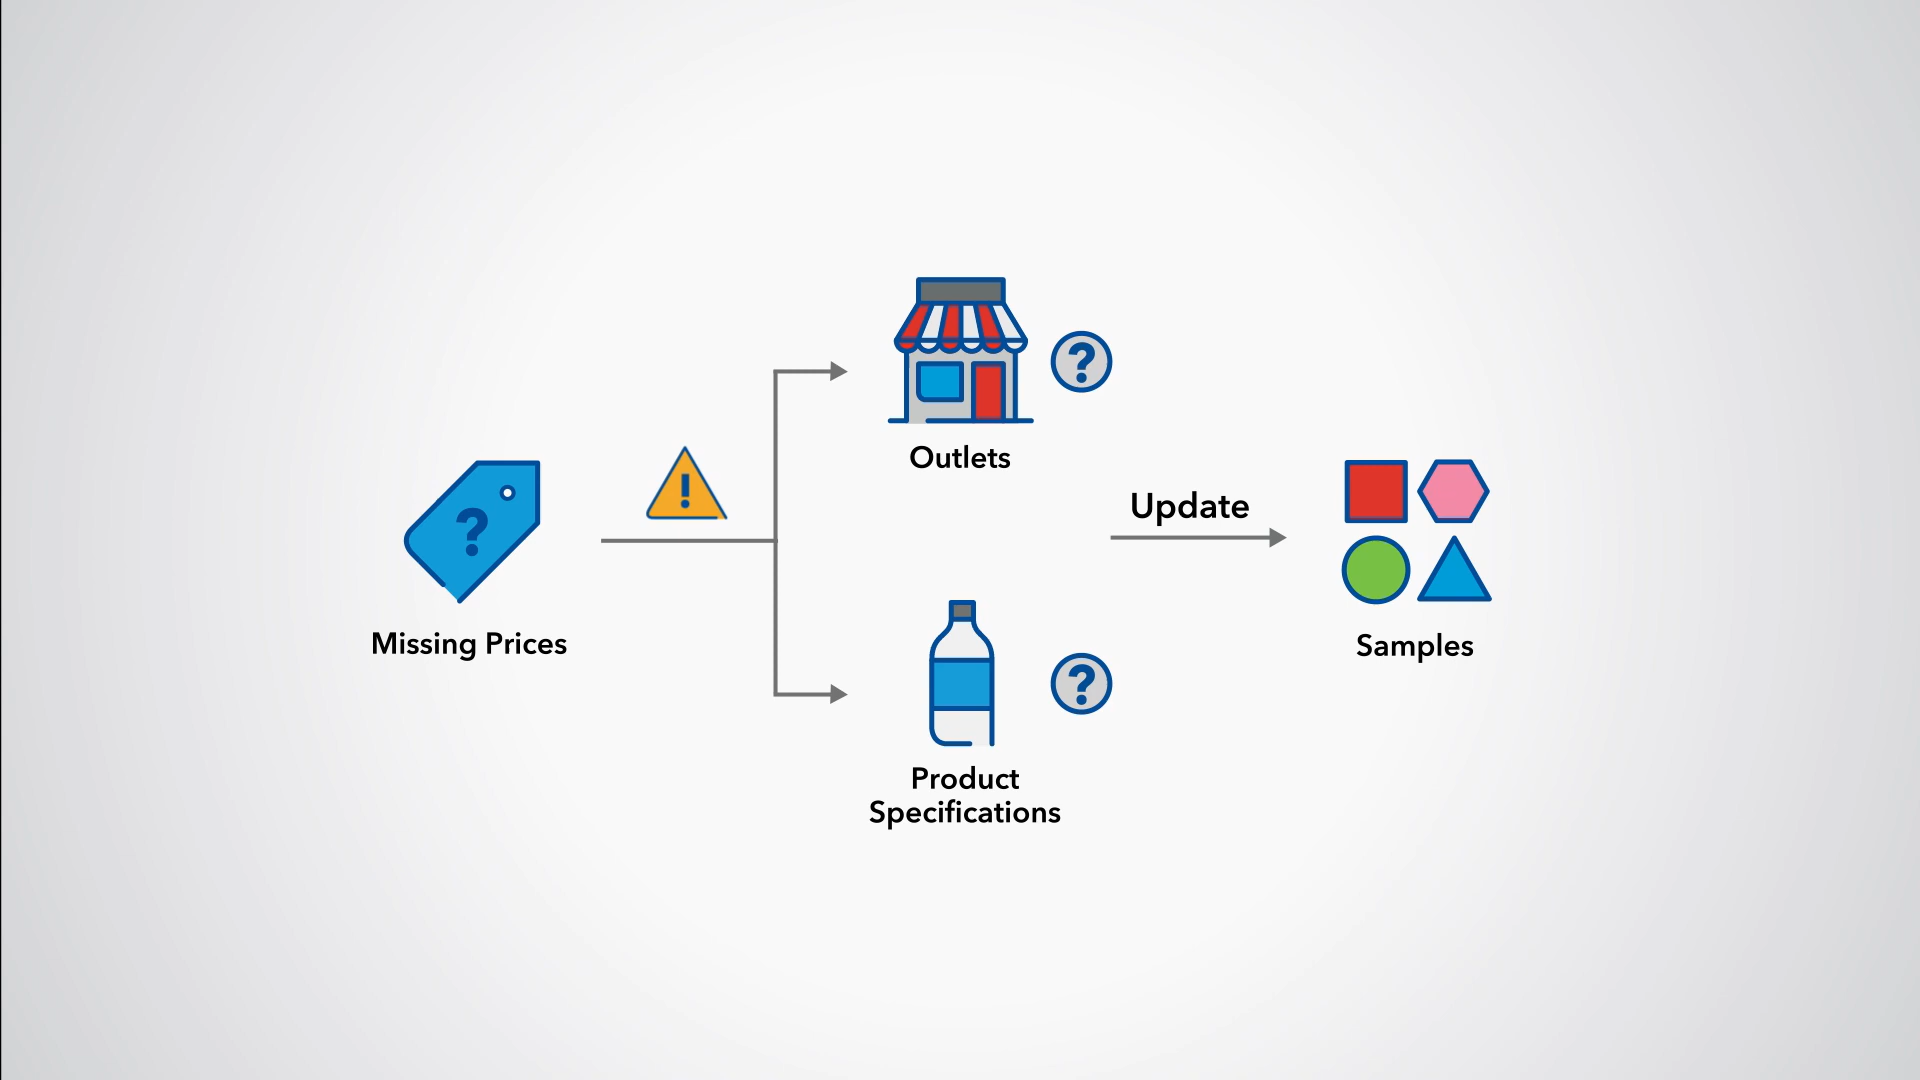 Missing Prices
?
!
Outlets
?
Product
Specifications
?
Update
Samples